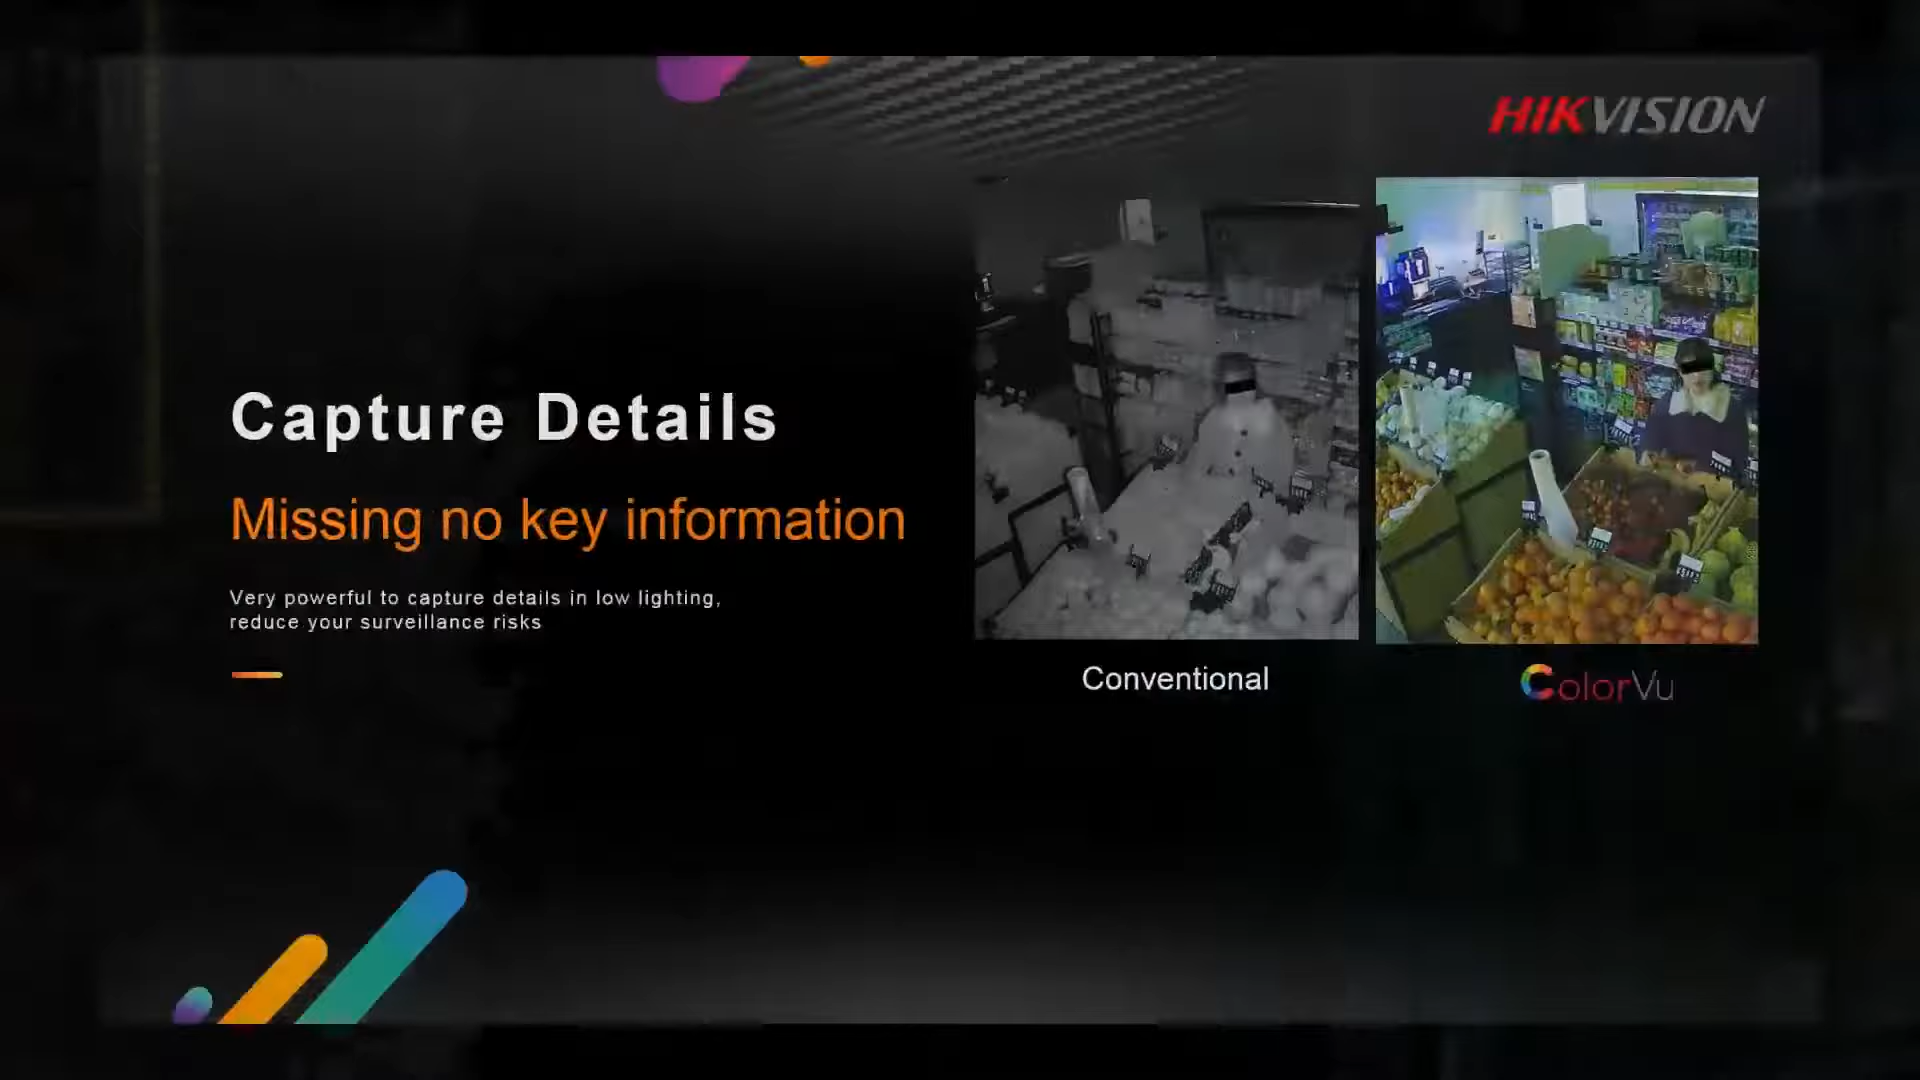 HIKVISION
Capture Details
Missing no key information
Very powerful to capture details in low lighting,
reduce your surveillance risks
Conventional
ColorVu